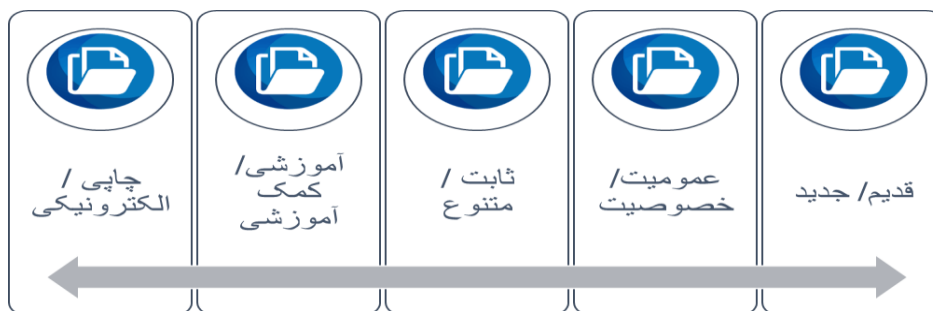 قدیم/ جدید
عمومیت/
خصوصیت
ثابت /
متنوع
آموزشی/
کمک
آموزشی
چاپی /
الکترونیکی